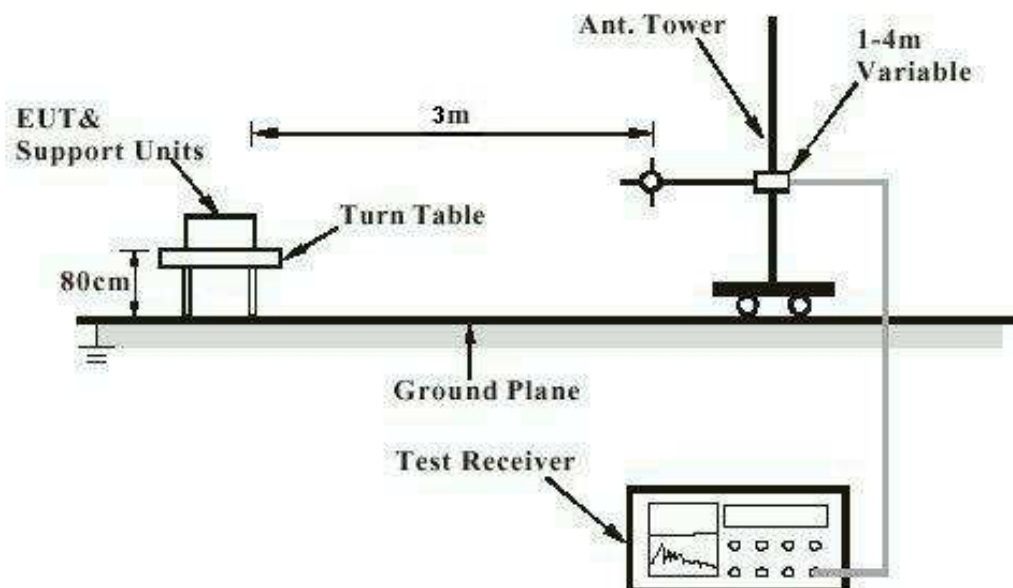 Ant. Tower
1-4m
Variable
EUT&
Support Units
3m
Turn Table
80cm
Ground Plane
Test Receiver